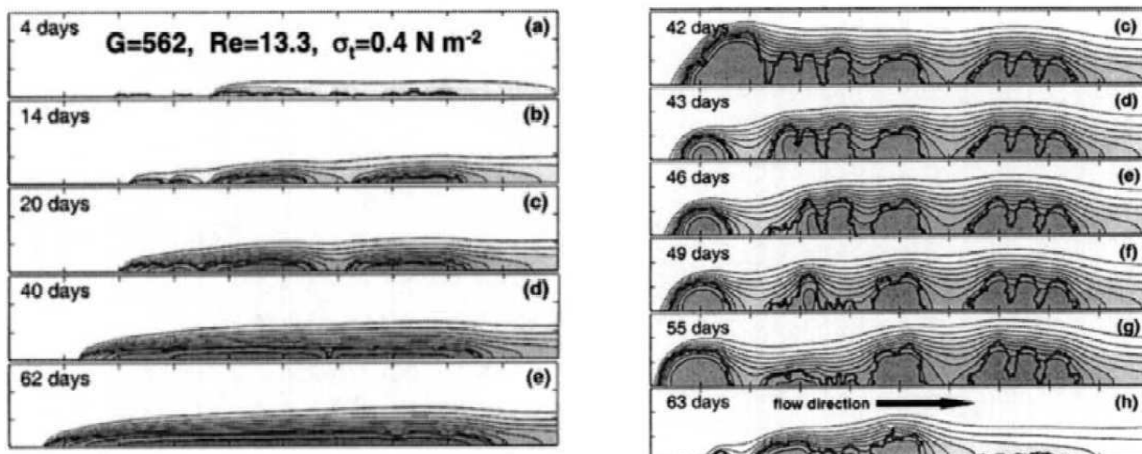 4 days (a)
G=562, Re=13.3, σt=0.4 N m-2
14 days (b)
20 days (c)
40 days (d)
62 days (e)
42 days (c)
43 days (d)
46 days (e)
49 days (f)
55 days (g)
63 days flow direction (h)